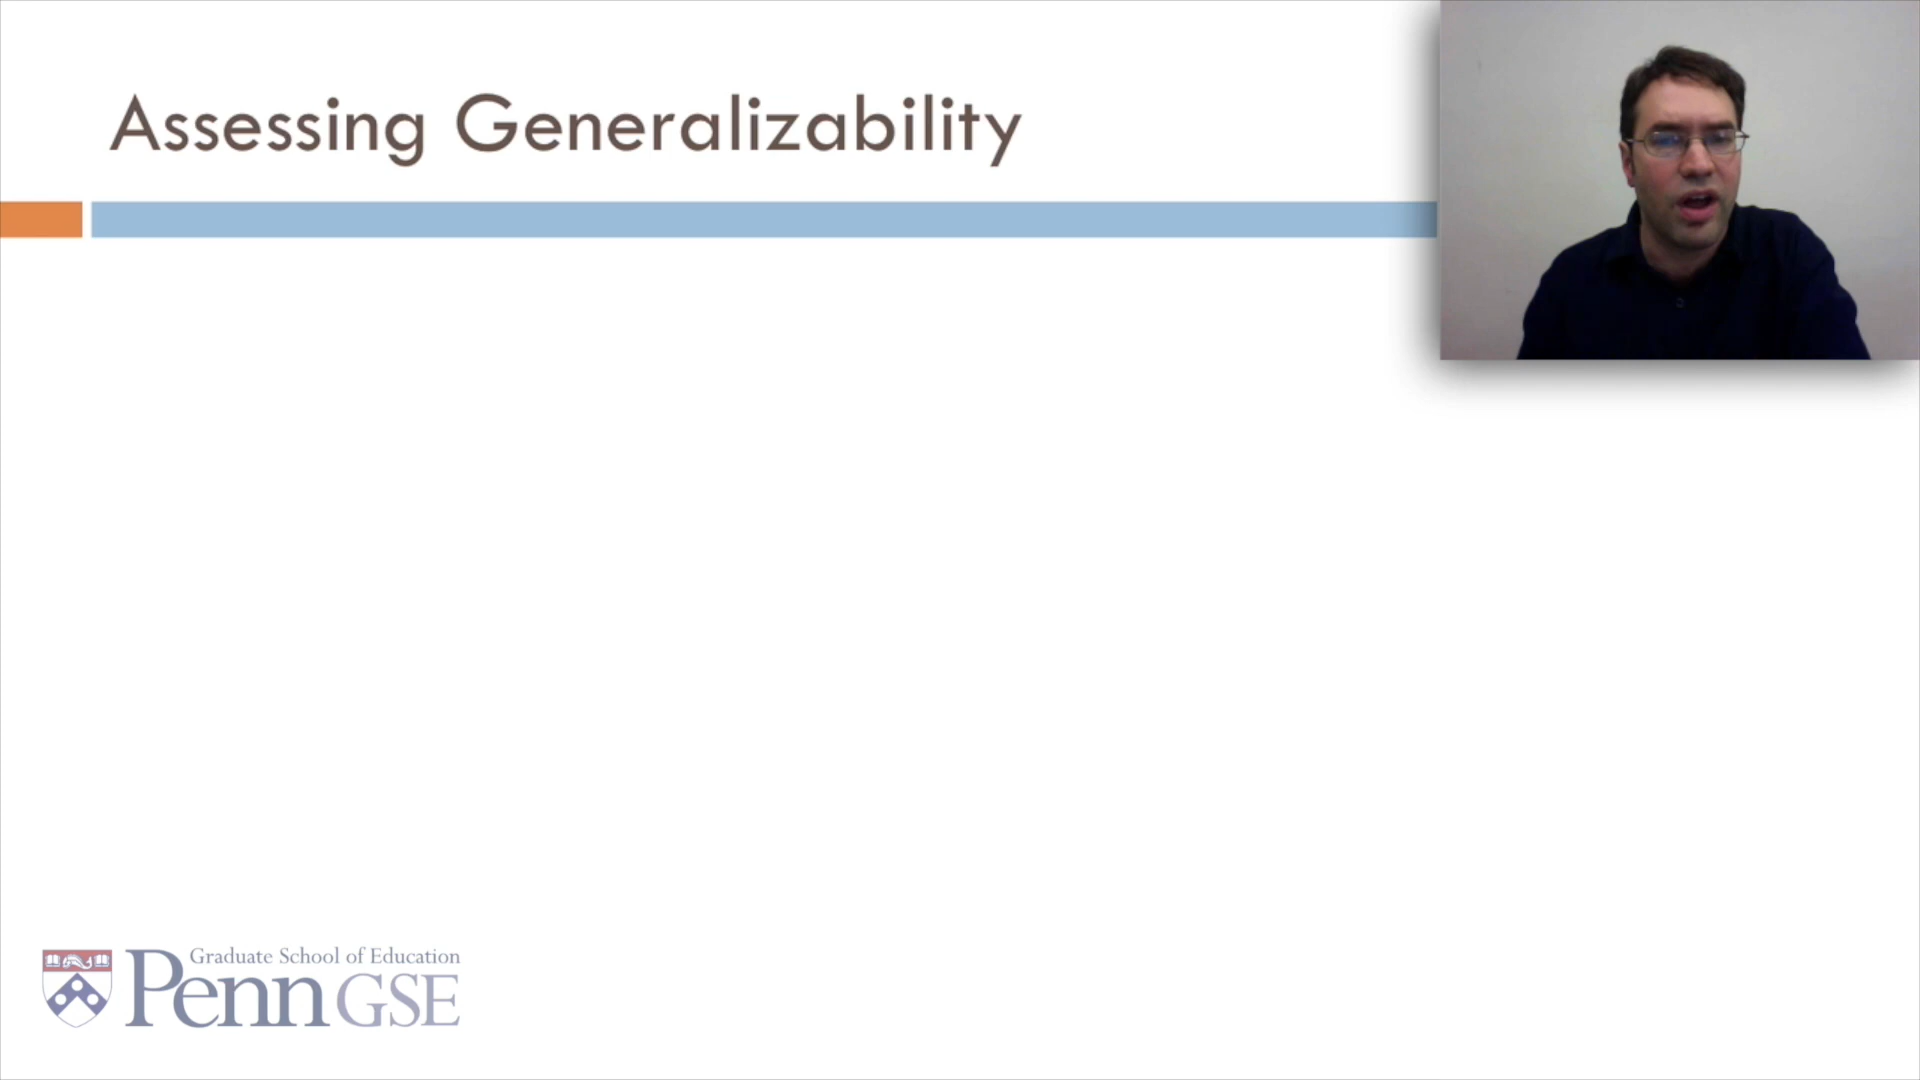 Assessing Generalizability
Graduate School of Education
Penn GSE